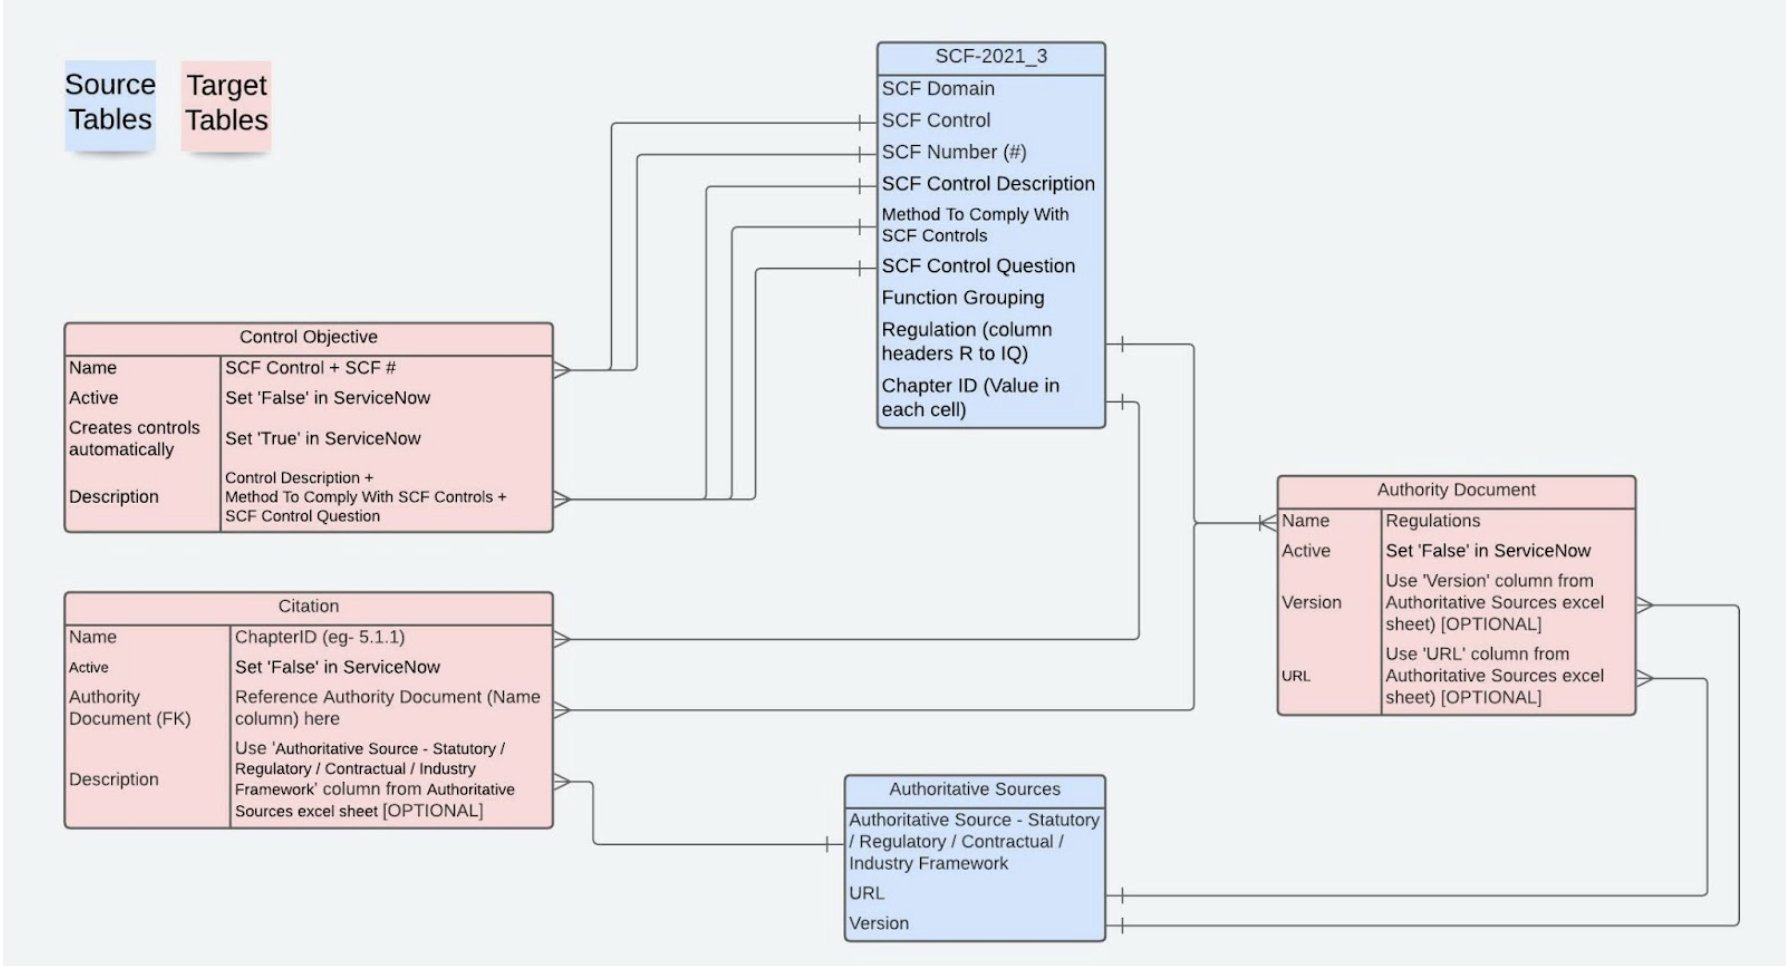 Source
Tables
Target
Tables
SCF-2021_3
SCF Domain
SCF Control
SCF Number (#)
SCF Control Description
Method To Comply With
SCF Controls
SCF Control Question
Function Grouping
Regulation (column
headers R to IQ)
Chapter ID (Value in
each cell)
Control Objective
Name
SCF Control + SCF #
Active
Set 'False' in ServiceNow
Creates controls
automatically
Set 'True' in ServiceNow
Description
Control Description +
Method To Comply With SCF Controls +
SCF Control Question
Authority Document
Name
Regulations
Active
Set 'False' in ServiceNow
Version
Use 'Version' column from
Authoritative Sources excel
sheet) [OPTIONAL]
URL
Use 'URL' column from
Authoritative Sources excel
sheet) [OPTIONAL]
Citation
Name
ChapterID (eg- 5.1.1)
Active
Set 'False' in ServiceNow
Authority
Document (FK)
Reference Authority Document (Name
column) here
Description
Use 'Authoritative Source - Statutory /
Regulatory / Contractual / Industry
Framework' column from Authoritative
Sources excel sheet [OPTIONAL]
Authoritative Sources
Authoritative Source - Statutory
/ Regulatory / Contractual /
Industry Framework
URL
Version